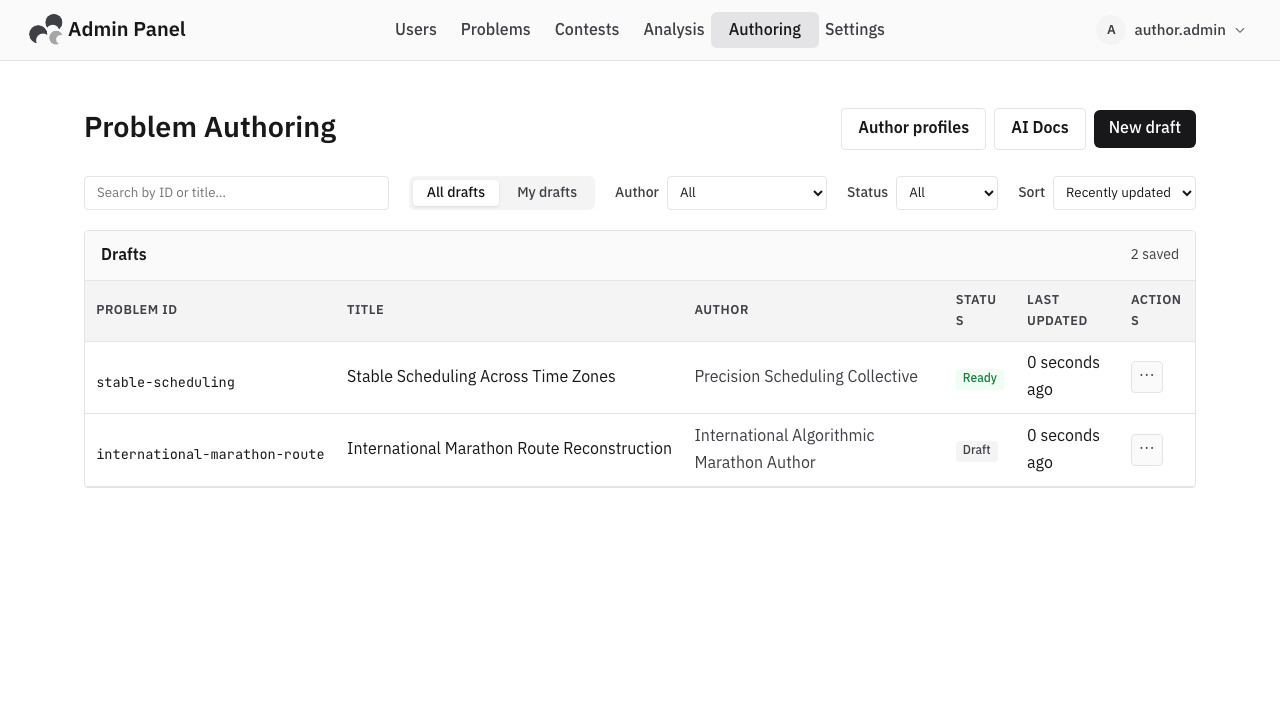 Admin Panel
Users Problems Contests Analysis Authoring Settings
A author.admin
Problem Authoring
Author profiles AI Docs New draft
Search by ID or title... All drafts My drafts Author All Status All Sort Recently updated
Drafts 2 saved
PROBLEM ID TITLE AUTHOR STATU
S LAST
UPDATED ACTION
S
stable-scheduling Stable Scheduling Across Time Zones Precision Scheduling Collective Ready 0 seconds
ago ...
international-marathon-route International Marathon Route Reconstruction International Algorithmic
Marathon Author Draft 0 seconds
ago ...